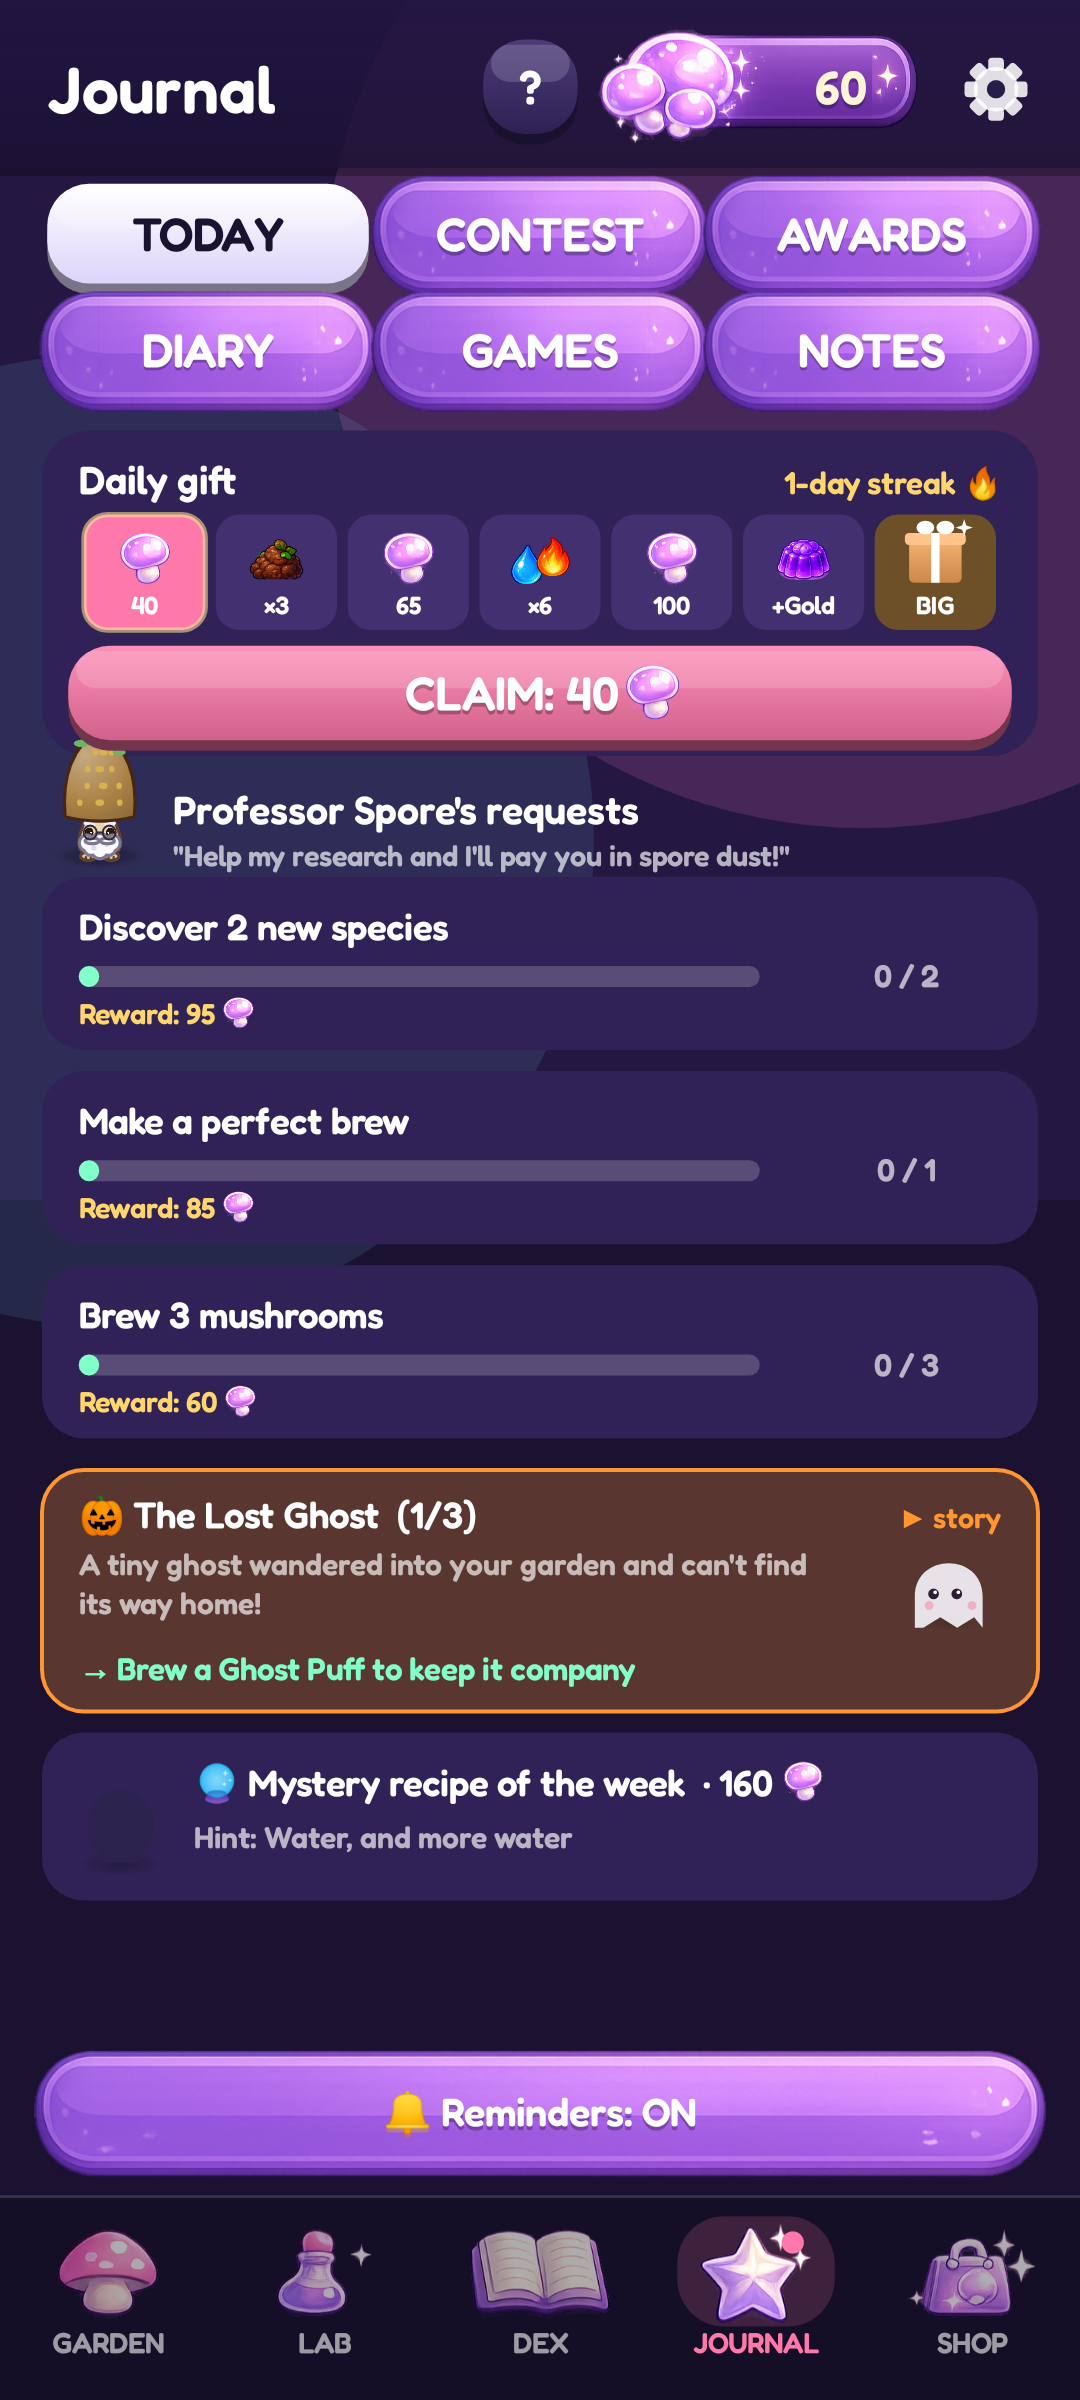 Journal
?
60
TODAY
CONTEST
AWARDS
DIARY
GAMES
NOTES
Daily gift
1-day streak
40
×3
65
×6
100
+Gold
BIG
CLAIM: 40
Professor Spore's requests
"Help my research and I'll pay you in spore dust!"
Discover 2 new species
0 / 2
Reward: 95
Make a perfect brew
0 / 1
Reward: 85
Brew 3 mushrooms
0 / 3
Reward: 60
The Lost Ghost (1/3)
► story
A tiny ghost wandered into your garden and can't find
its way home!
→ Brew a Ghost Puff to keep it company
Mystery recipe of the week · 160
Hint: Water, and more water
Reminders: ON
GARDEN
LAB
DEX
JOURNAL
SHOP